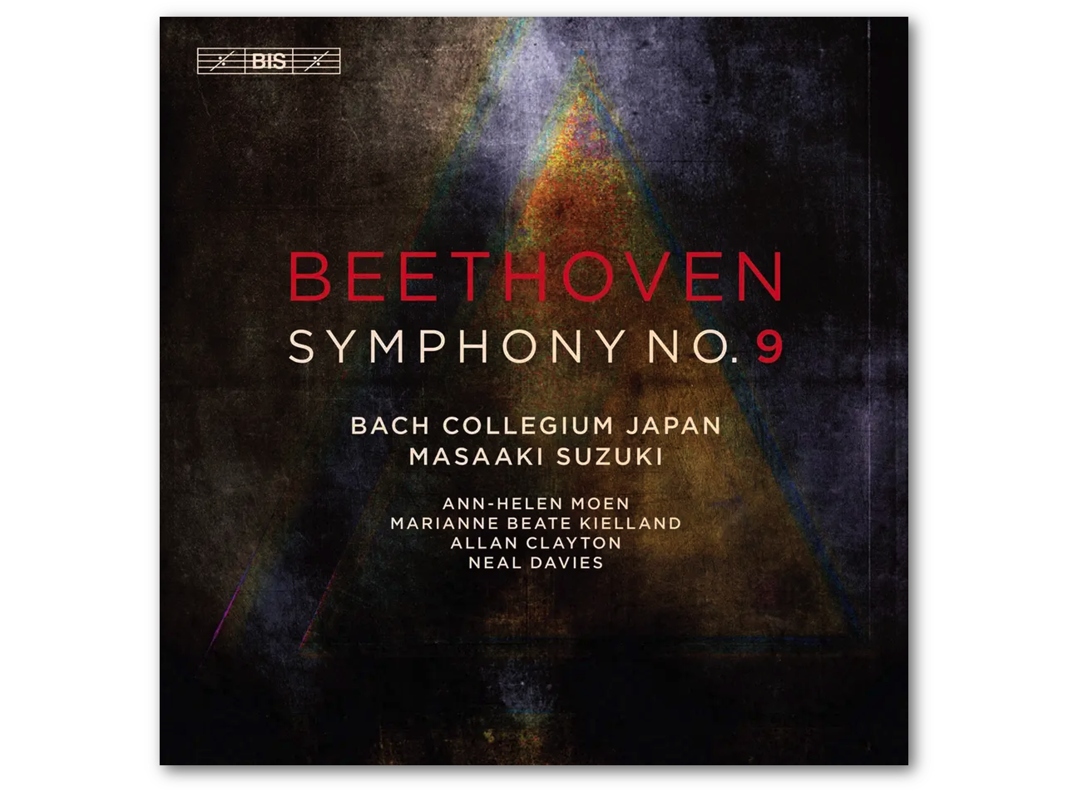 BIS
BEETHOVEN
SYMPHONY NO. 9
BACH COLLEGIUM JAPAN
MASAAKI SUZUKI
ANN-HELEN MOEN
MARIANNE BEATE KIELLAND
ALLAN CLAYTON
NEAL DAVIES